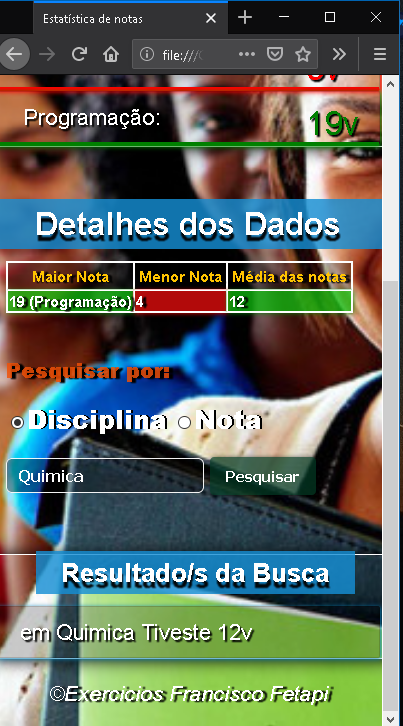 Estatística de notas
file:///
Programação:
19v
Detalhes dos Dados
Maior Nota Menor Nota Média das notas
19 (Programação) 4 12
Pesquisar por:
Disciplina Nota
Quimica Pesquisar
Resultado/s da Busca
em Quimica Tiveste 12v
©Exercicios Francisco Fetapi